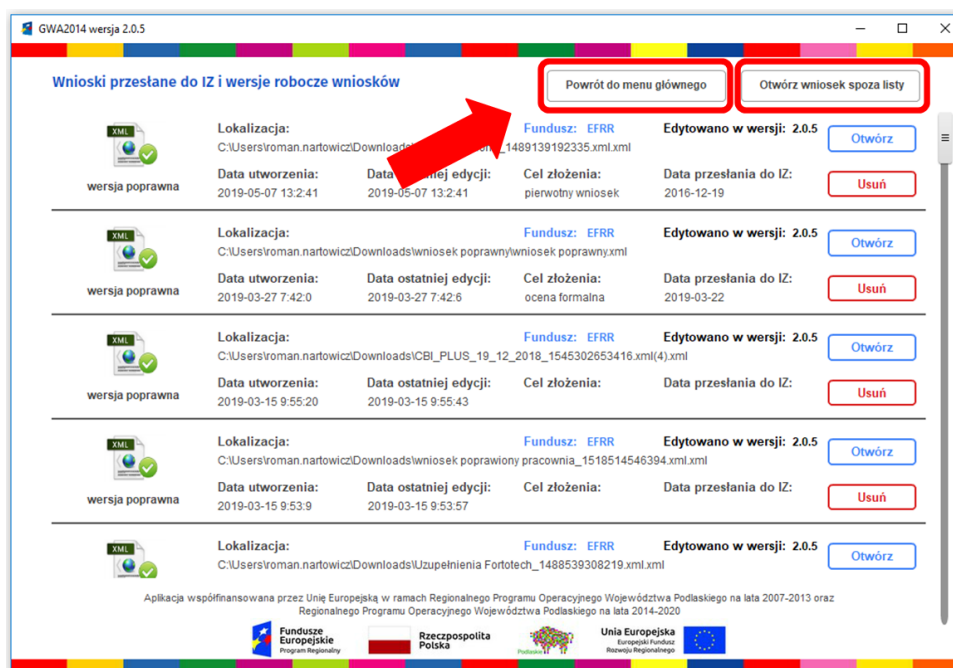 GWA2014 wersja 2.0.5
Wnioski przesłane do IZ i wersje robocze wniosków
Powrót do menu głównego
Otwórz wniosek spoza listy
XML
wersja poprawna
Lokalizacja:
Fundusz: EFRR
Edytowano w wersji: 2.0.5
Otwórz
C:\Users\roman.nartowicz\Downloads\ _1489139192335.xml.xml
Data utworzenia:
Data ostatniej edycji:
Cel złożenia:
Data przesłania do IZ:
Usuń
2019-05-07 13:2:41
2019-05-07 13:2:41
pierwotny wniosek
2016-12-19
XML
wersja poprawna
Lokalizacja:
Fundusz: EFRR
Edytowano w wersji: 2.0.5
Otwórz
C:\Users\roman.nartowicz\Downloads\wniosek poprawny\wniosek poprawny.xml
Data utworzenia:
Data ostatniej edycji:
Cel złożenia:
Data przesłania do IZ:
Usuń
2019-03-27 7:42:0
2019-03-27 7:42:6
ocena formalna
2019-03-22
XML
wersja poprawna
Lokalizacja:
Fundusz: EFRR
Edytowano w wersji: 2.0.5
Otwórz
C:\Users\roman.nartowicz\Downloads\CBI_PLUS_19_12_2018_1545302653416.xml(4).xml
Data utworzenia:
Data ostatniej edycji:
Cel złożenia:
Data przesłania do IZ:
Usuń
2019-03-15 9:55:20
2019-03-15 9:55:43
XML
wersja poprawna
Lokalizacja:
Fundusz: EFRR
Edytowano w wersji: 2.0.5
Otwórz
C:\Users\roman.nartowicz\Downloads\wniosek poprawiony pracownia_1518514546394.xml.xml
Data utworzenia:
Data ostatniej edycji:
Cel złożenia:
Data przesłania do IZ:
Usuń
2019-03-15 9:53:9
2019-03-15 9:53:57
XML
Lokalizacja:
Fundusz: EFRR
Edytowano w wersji: 2.0.5
Otwórz
C:\Users\roman.nartowicz\Downloads\Uzupełnienia Fortotech_1488539308219.xml.xml
Aplikacja współfinansowana przez Unię Europejską w ramach Regionalnego Programu Operacyjnego Województwa Podlaskiego na lata 2007-2013 oraz
Regionalnego Programu Operacyjnego Województwa Podlaskiego na lata 2014-2020
Fundusze
Europejskie
Program Regionalny
Rzeczpospolita
Polska
Podlaskie
Unia Europejska
Europejski Fundusz
Rozwoju Regionalnego